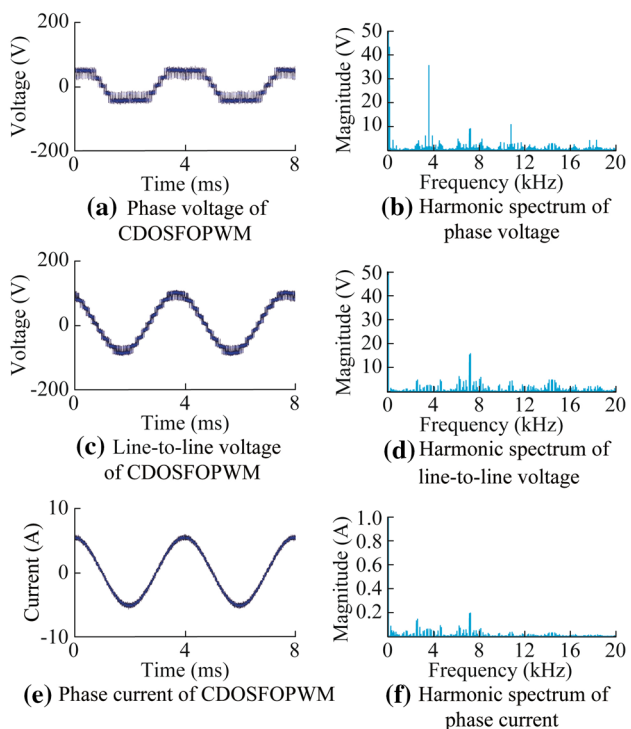 200
0
-200
Voltage (V)
0
4
8
Time (ms)
(a) Phase voltage of
CDOSFOPWM
50
40
30
20
10
Magnitude (V)
0
4
8
12
16
20
Frequency (kHz)
(b) Harmonic spectrum of
phase voltage
200
0
-200
Voltage (V)
0
4
8
Time (ms)
(c) Line-to-line voltage
of CDOSFOPWM
50
40
30
20
10
Magnitude (V)
0
4
8
12
16
20
Frequency (kHz)
(d) Harmonic spectrum of
line-to-line voltage
10
0
-10
Current (A)
0
4
8
Time (ms)
(e) Phase current of CDOSFOPWM
1.0
0.8
0.6
0.4
0.2
Magnitude (A)
0
4
8
12
16
20
Frequency (kHz)
(f) Harmonic spectrum of
phase current